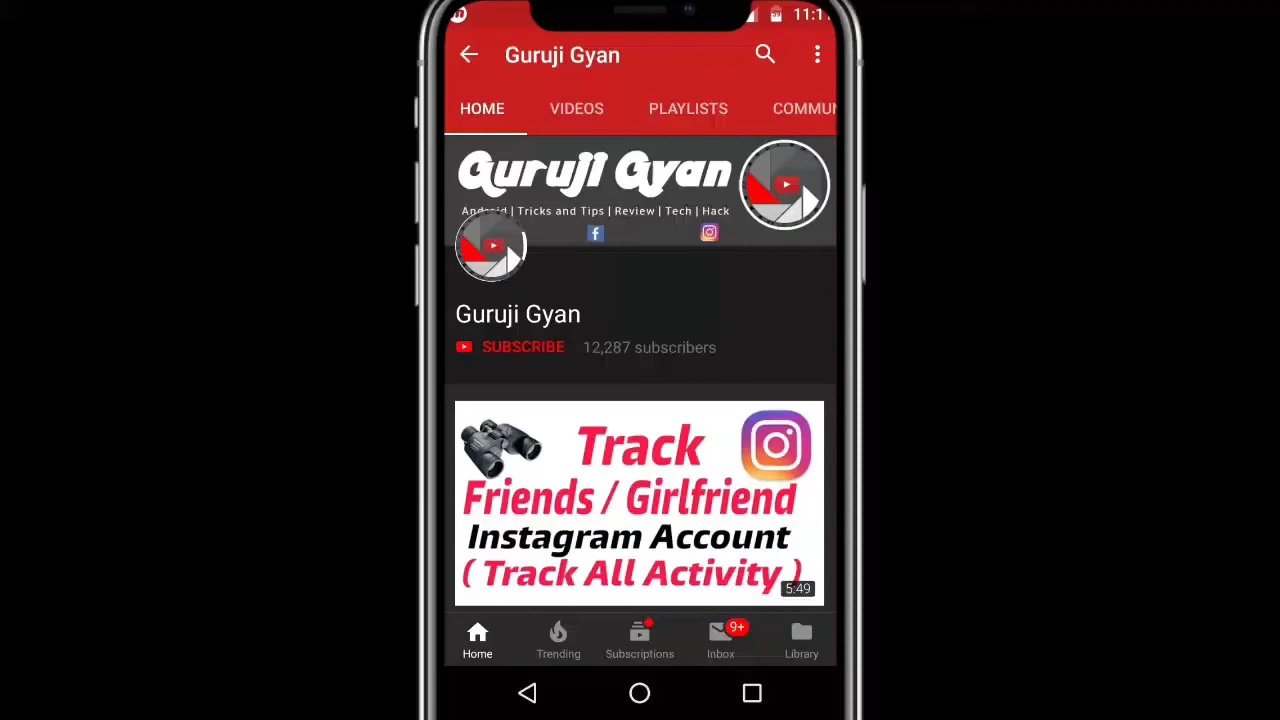 11:1
Guruji Gyan
HOME VIDEOS PLAYLISTS COMMUN
Guruji Gyan
Android | Tricks and Tips | Review | Tech | Hack
Guruji Gyan
SUBSCRIBE 12,287 subscribers
Track
Friends / Girlfriend
Instagram Account
( Track All Activity )
5:49
9+
Home Trending Subscriptions Inbox Library